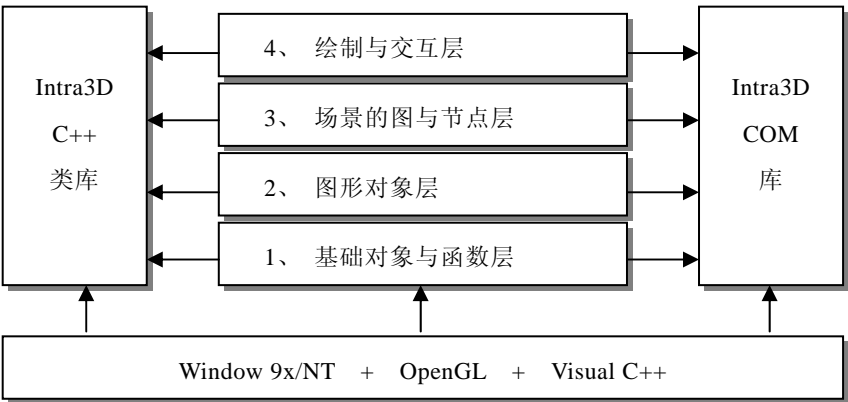 Intra3D
C++
类库
4、 绘制与交互层
3、 场景的图与节点层
2、 图形对象层
1、 基础对象与函数层
Intra3D
COM
库
Window 9x/NT + OpenGL + Visual C++